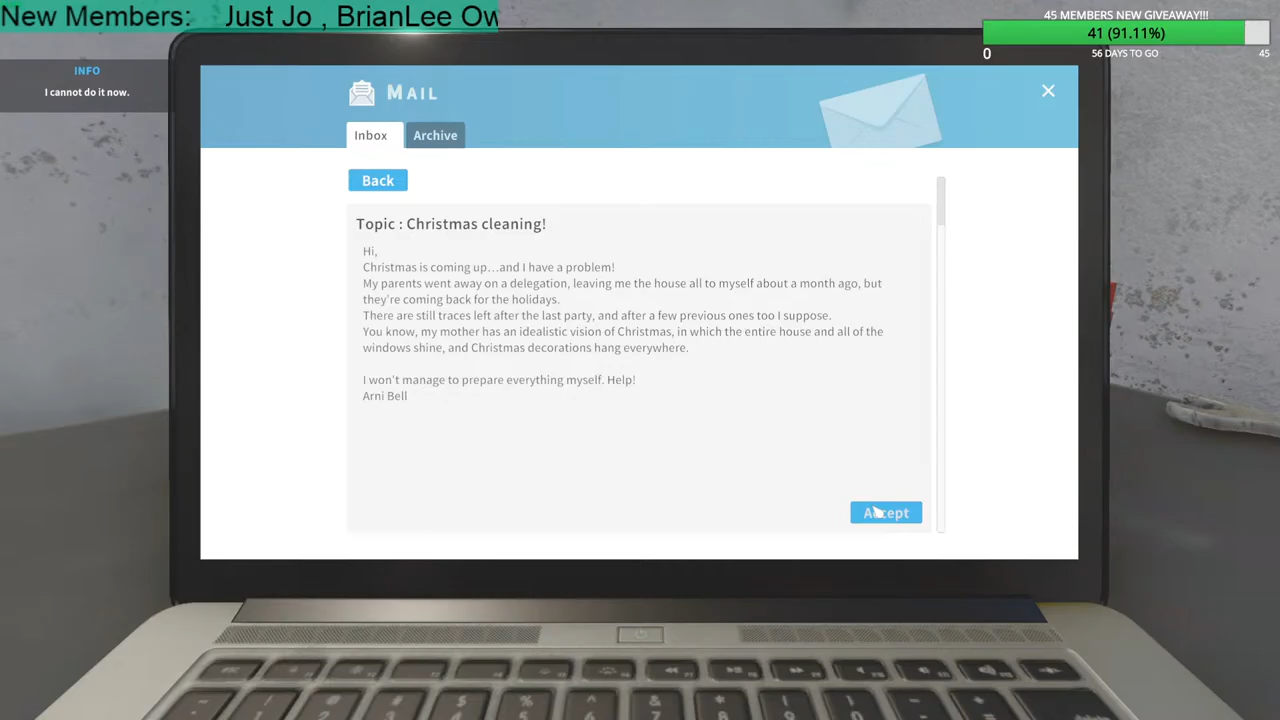 New Members: Just Jo , BrianLee Ow
45 MEMBERS NEW GIVEAWAY!!!
41 (91.11%)
0
56 DAYS TO GO
45
INFO
I cannot do it now.
MAIL
Inbox
Archive
Back
Topic : Christmas cleaning!
Hi,
Christmas is coming up...and I have a problem!
My parents went away on a delegation, leaving me the house all to myself about a month ago, but
they're coming back for the holidays.
There are still traces left after the last party, and after a few previous ones too I suppose.
You know, my mother has an idealistic vision of Christmas, in which the entire house and all of the
windows shine, and Christmas decorations hang everywhere.
I won't manage to prepare everything myself. Help!
Arni Bell
Accept